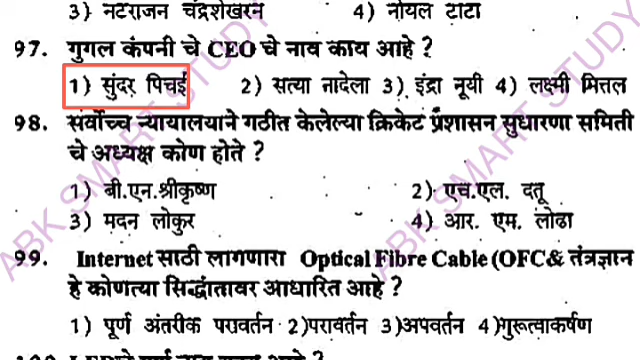 3) नटराजन चंद्रशेखरन 4) नोयल टाटा
97. गुगल कंपनी चे CEO चे नाव काय आहे ?
1) सुंदर पिचई 2) सत्या नादेला 3) इंद्रा नूयी 4) लक्ष्मी मित्तल
98. सर्वोच्च न्यायालयाने गठीत केलेल्या क्रिकेट प्रशासन सुधारणा समिती
चे अध्यक्ष कोण होते ?
1) बी.एन.श्रीकृष्ण 2) एच.एल. दतू
3) मदन लोकुर 4) आर. एम. लोढा
99. Internet साठी लागणारा Optical Fibre Cable (OFC& तंत्रज्ञान
हे कोणत्या सिद्धांतावर आधारित आहे ?
1) पूर्ण अंतरीक परावर्तन 2)परावर्तन 3)अपवर्तन 4)गुरूत्वाकर्षण
ABK SMART STUDY
ABK SMART STUDY